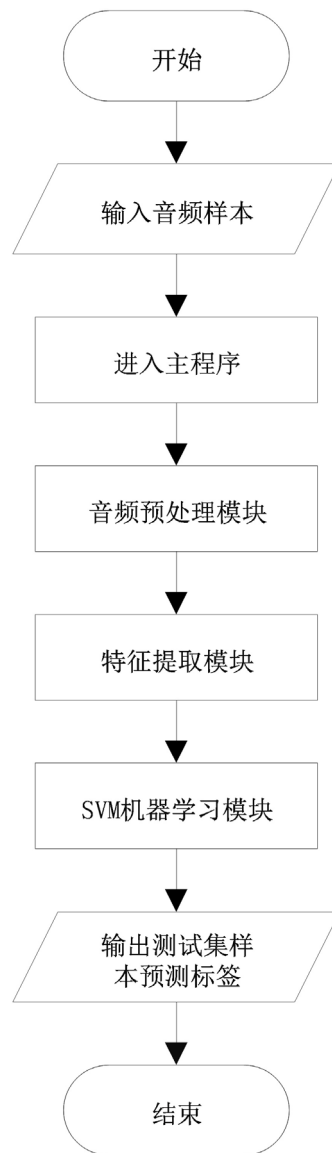 开始
输入音频样本
进入主程序
音频预处理模块
特征提取模块
SVM机器学习模块
输出测试集样
本预测标签
结束